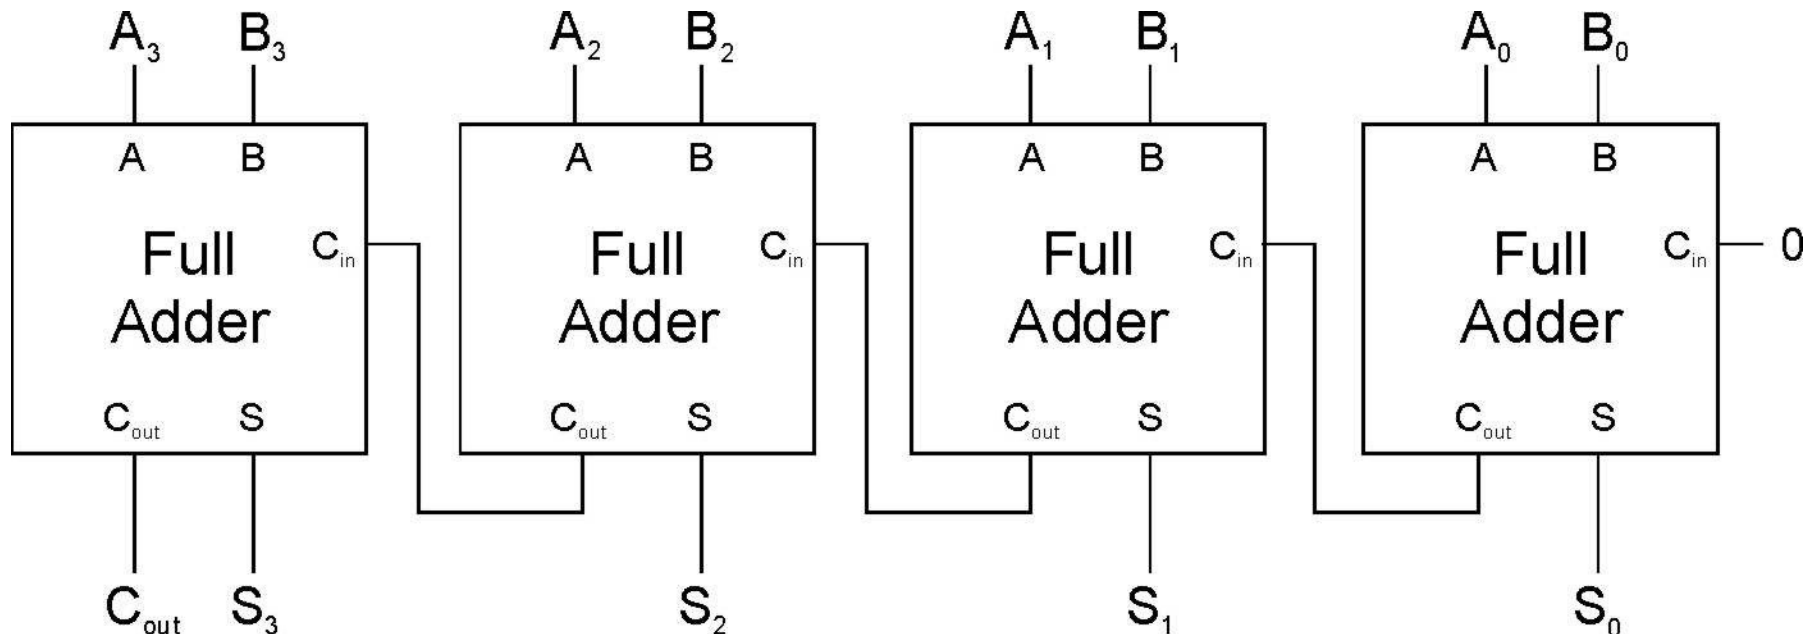 A3 B3 A2 B2 A1 B1 A0 B0
A B A B A B A B
Full Cin Full Cin Full Cin Full Cin 0
Adder Adder Adder Adder
Cout S Cout S Cout S Cout S
Cout S3 S2 S1 S0